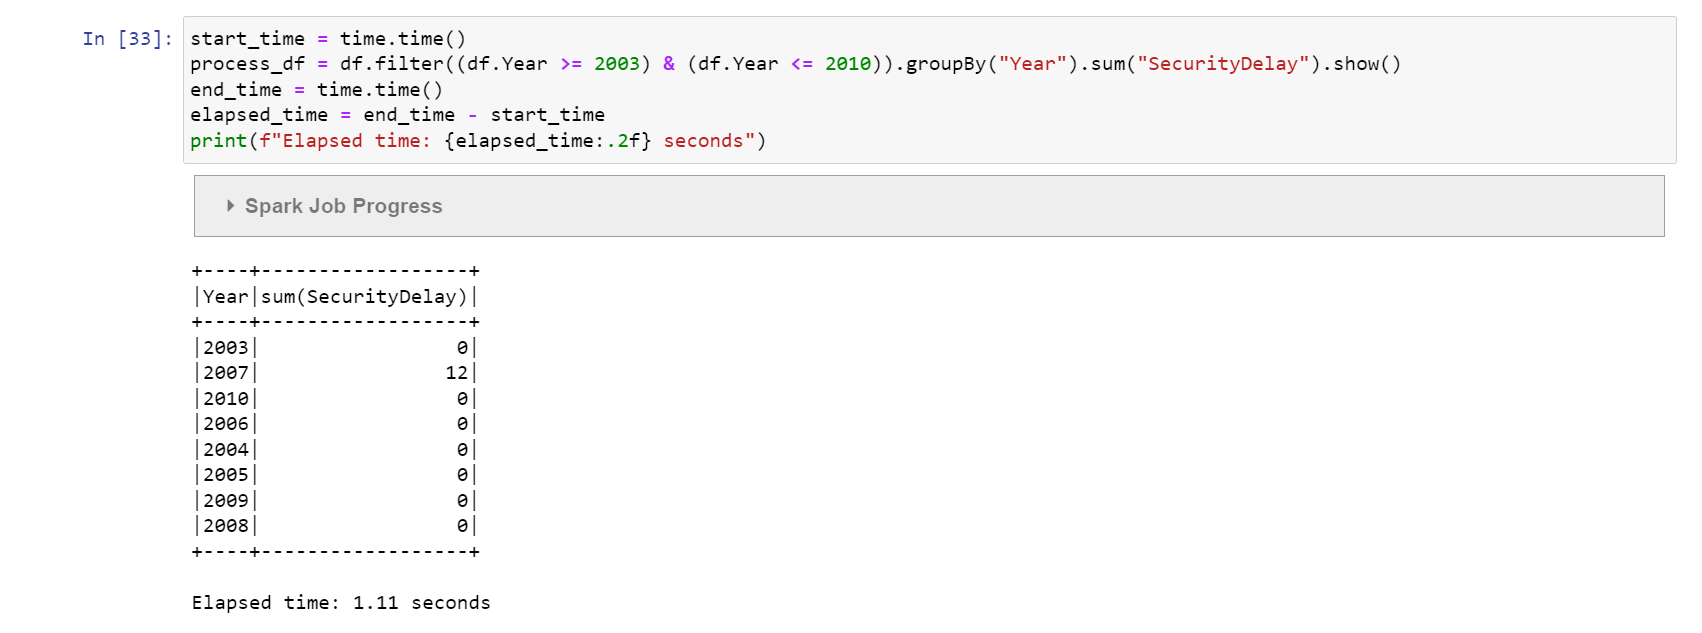 In [33]: start_time = time.time()
process_df = df.filter((df.Year >= 2003) & (df.Year <= 2010)).groupBy("Year").sum("SecurityDelay").show()
end_time = time.time()
elapsed_time = end_time - start_time
print(f"Elapsed time: {elapsed_time:.2f} seconds")
Spark Job Progress
+----+------------------+
|Year|sum(SecurityDelay)|
+----+------------------+
|2003|                 0|
|2007|                12|
|2010|                 0|
|2006|                 0|
|2004|                 0|
|2005|                 0|
|2009|                 0|
|2008|                 0|
+----+------------------+
Elapsed time: 1.11 seconds